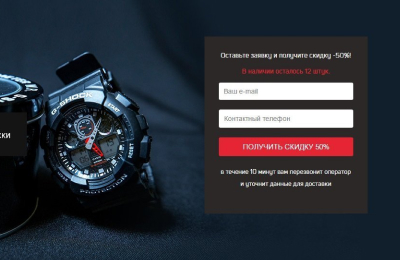 Оставьте заявку и получите скидку -50%!
В наличии осталось 12 штук.
Ваш e-mail
Контактный телефон
ПОЛУЧИТЬ СКИДКУ 50%
в течение 10 минут вам перезвонит оператор
и уточнит данные для доставки
G-SHOCK
PROTECTION